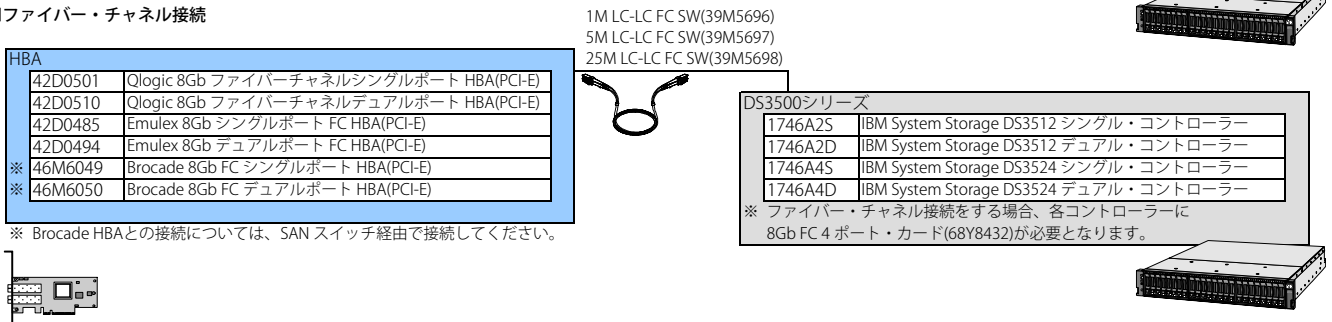 ファイバー・チャネル接続
1M LC-LC FC SW(39M5696)
5M LC-LC FC SW(39M5697)
25M LC-LC FC SW(39M5698)
HBA
42D0501 Qlogic 8Gb ファイバーチャネルシングルポート HBA(PCI-E)
42D0510 Qlogic 8Gb ファイバーチャネルデュアルポート HBA(PCI-E)
42D0485 Emulex 8Gb シングルポート FC HBA(PCI-E)
42D0494 Emulex 8Gb デュアルポート FC HBA(PCI-E)
※ 46M6049 Brocade 8Gb FC シングルポート HBA(PCI-E)
※ 46M6050 Brocade 8Gb FC デュアルポート HBA(PCI-E)
※ Brocade HBAとの接続については、SAN スイッチ経由で接続してください。
DS3500シリーズ
1746A2S IBM System Storage DS3512 シングル・コントローラー
1746A2D IBM System Storage DS3512 デュアル・コントローラー
1746A4S IBM System Storage DS3524 シングル・コントローラー
1746A4D IBM System Storage DS3524 デュアル・コントローラー
※ ファイバー・チャネル接続をする場合、各コントローラーに
8Gb FC 4 ポート・カード(68Y8432)が必要となります。